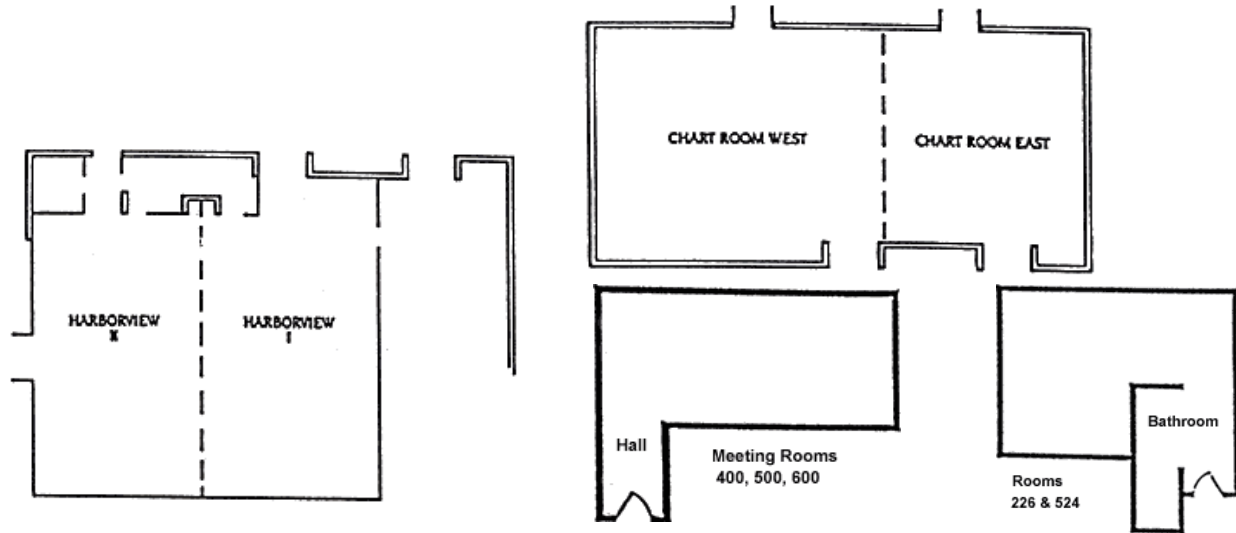 CHART ROOM WEST
CHART ROOM EAST
HARBORVIEW
II
HARBORVIEW
I
Hall
Meeting Rooms
400, 500, 600
Bathroom
Rooms
226 & 524